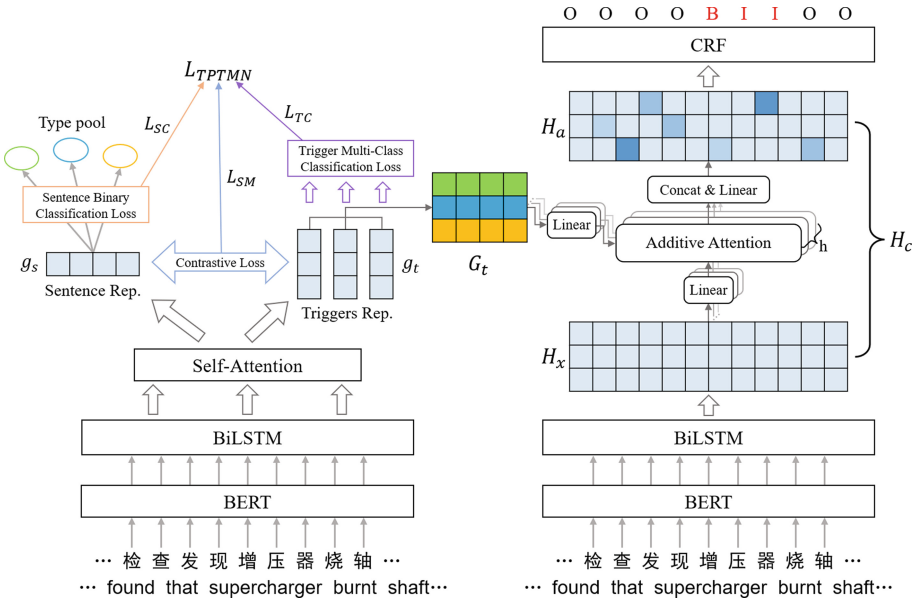 O O O O B I I O O
CRF
L_TPTMN
L_SC
L_SM
L_TC
Type pool
Sentence Binary
Classification Loss
Trigger Multi-Class
Classification Loss
g_s
Sentence Rep.
Contrastive Loss
g_t
Triggers Rep.
Self-Attention
BiLSTM
BERT
··· 检 查 发 现 增 压 器 烧 轴 ···
··· found that supercharger burnt shaft···
H_a
Concat & Linear
G_t
Linear
Additive Attention
h
H_c
Linear
H_x
BiLSTM
BERT
··· 检 查 发 现 增 压 器 烧 轴 ···
··· found that supercharger burnt shaft···